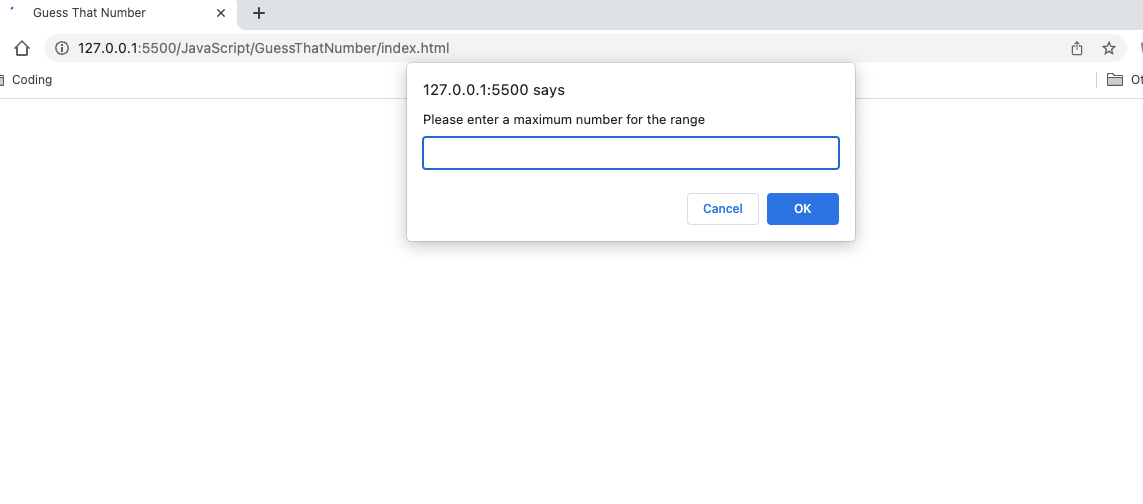 Guess That Number
127.0.0.1:5500/JavaScript/GuessThatNumber/index.html
Coding
127.0.0.1:5500 says
Please enter a maximum number for the range
Cancel
OK